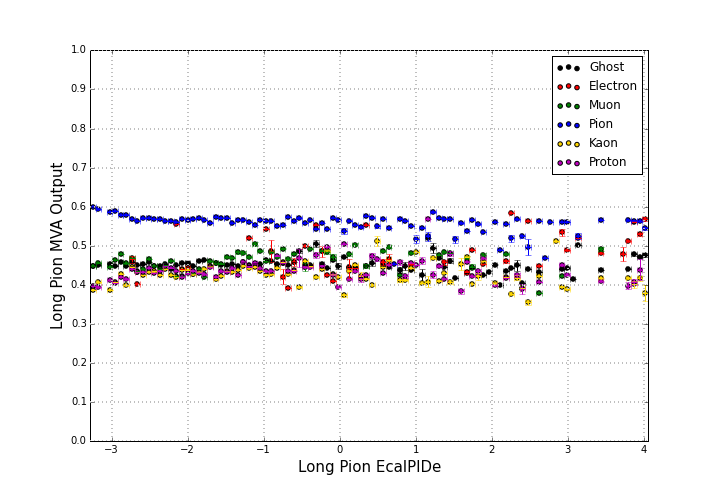 1.0
0.9
0.8
0.7
0.6
0.5
0.4
0.3
0.2
0.1
0.0
Long Pion MVA Output
Ghost
Electron
Muon
Pion
Kaon
Proton
−3 −2 −1 0 1 2 3 4
Long Pion EcalPIDe